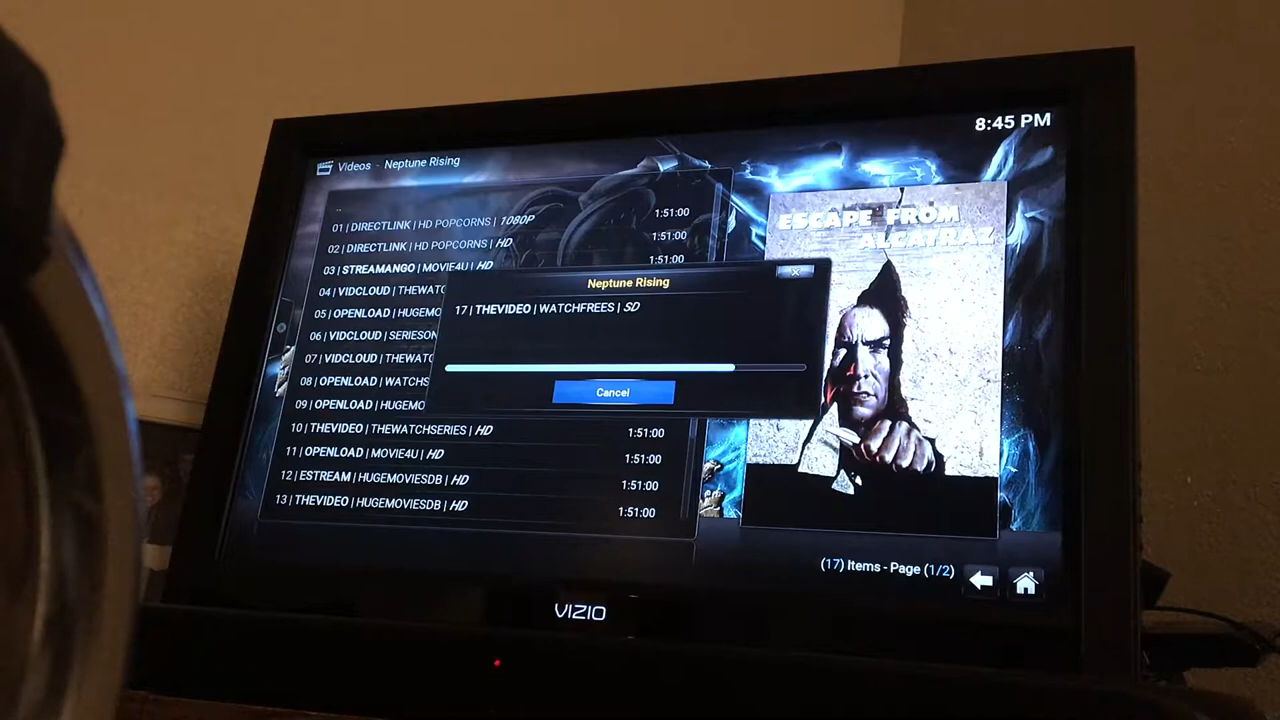 8:45 PM
Videos - Neptune Rising
..
01 | DIRECTLINK | HD POPCORNS | 1080P 1:51:00
02 | DIRECTLINK | HD POPCORNS | HD 1:51:00
03 | STREAMANGO | MOVIE4U | HD 1:51:00
04 | VIDCLOUD | THEWATC
05 | OPENLOAD | HUGEMO
06 | VIDCLOUD | SERIESON
07 | VIDCLOUD | THEWATC
08 | OPENLOAD | WATCHS
09 | OPENLOAD | HUGEMO
10 | THEVIDEO | THEWATCHSERIES | HD 1:51:00
11 | OPENLOAD | MOVIE4U | HD 1:51:00
12 | ESTREAM | HUGEMOVIESDB | HD 1:51:00
13 | THEVIDEO | HUGEMOVIESDB | HD 1:51:00
Neptune Rising
17 | THEVIDEO | WATCHFREES | SD
Cancel
ESCAPE FROM
ALCATRAZ
(17) Items - Page (1/2)
VIZIO